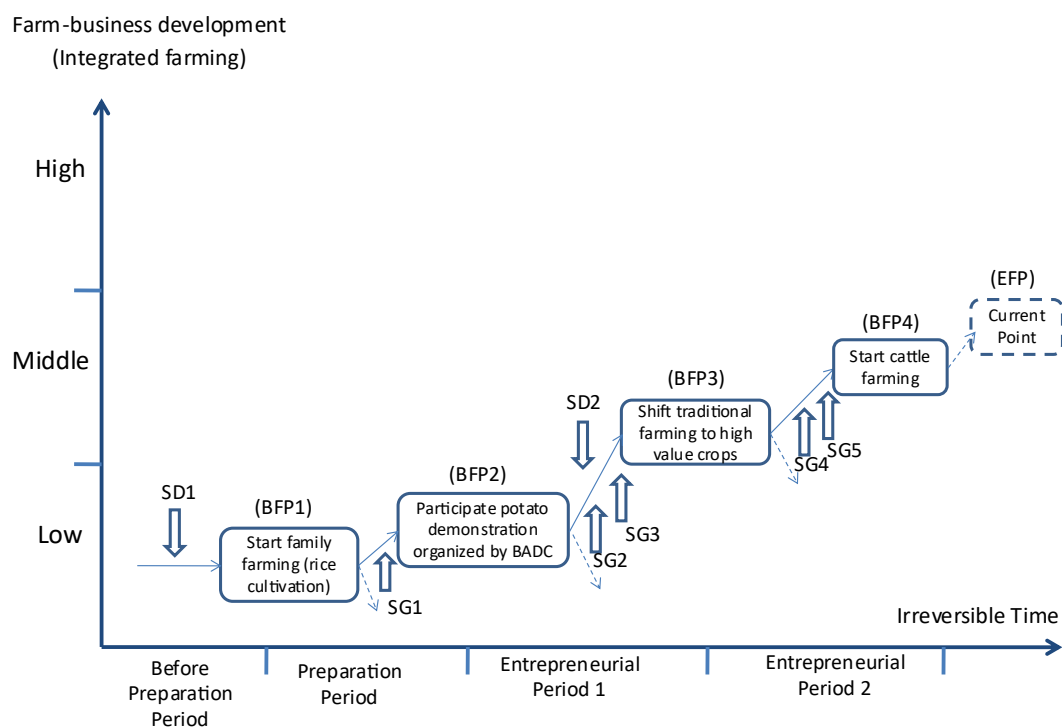 Farm-business development
(Integrated farming)
High
Middle
Low
(EFP)
Current
Point
(BFP4)
Start cattle
farming
(BFP3)
Shift traditional
farming to high
value crops
SD2
SG4
SG5
(BFP2)
Participate potato
demonstration
organized by BADC
SG2
SG3
SD1
(BFP1)
Start family
farming (rice
cultivation)
SG1
Irreversible Time
Before
Preparation
Period
Preparation
Period
Entrepreneurial
Period 1
Entrepreneurial
Period 2